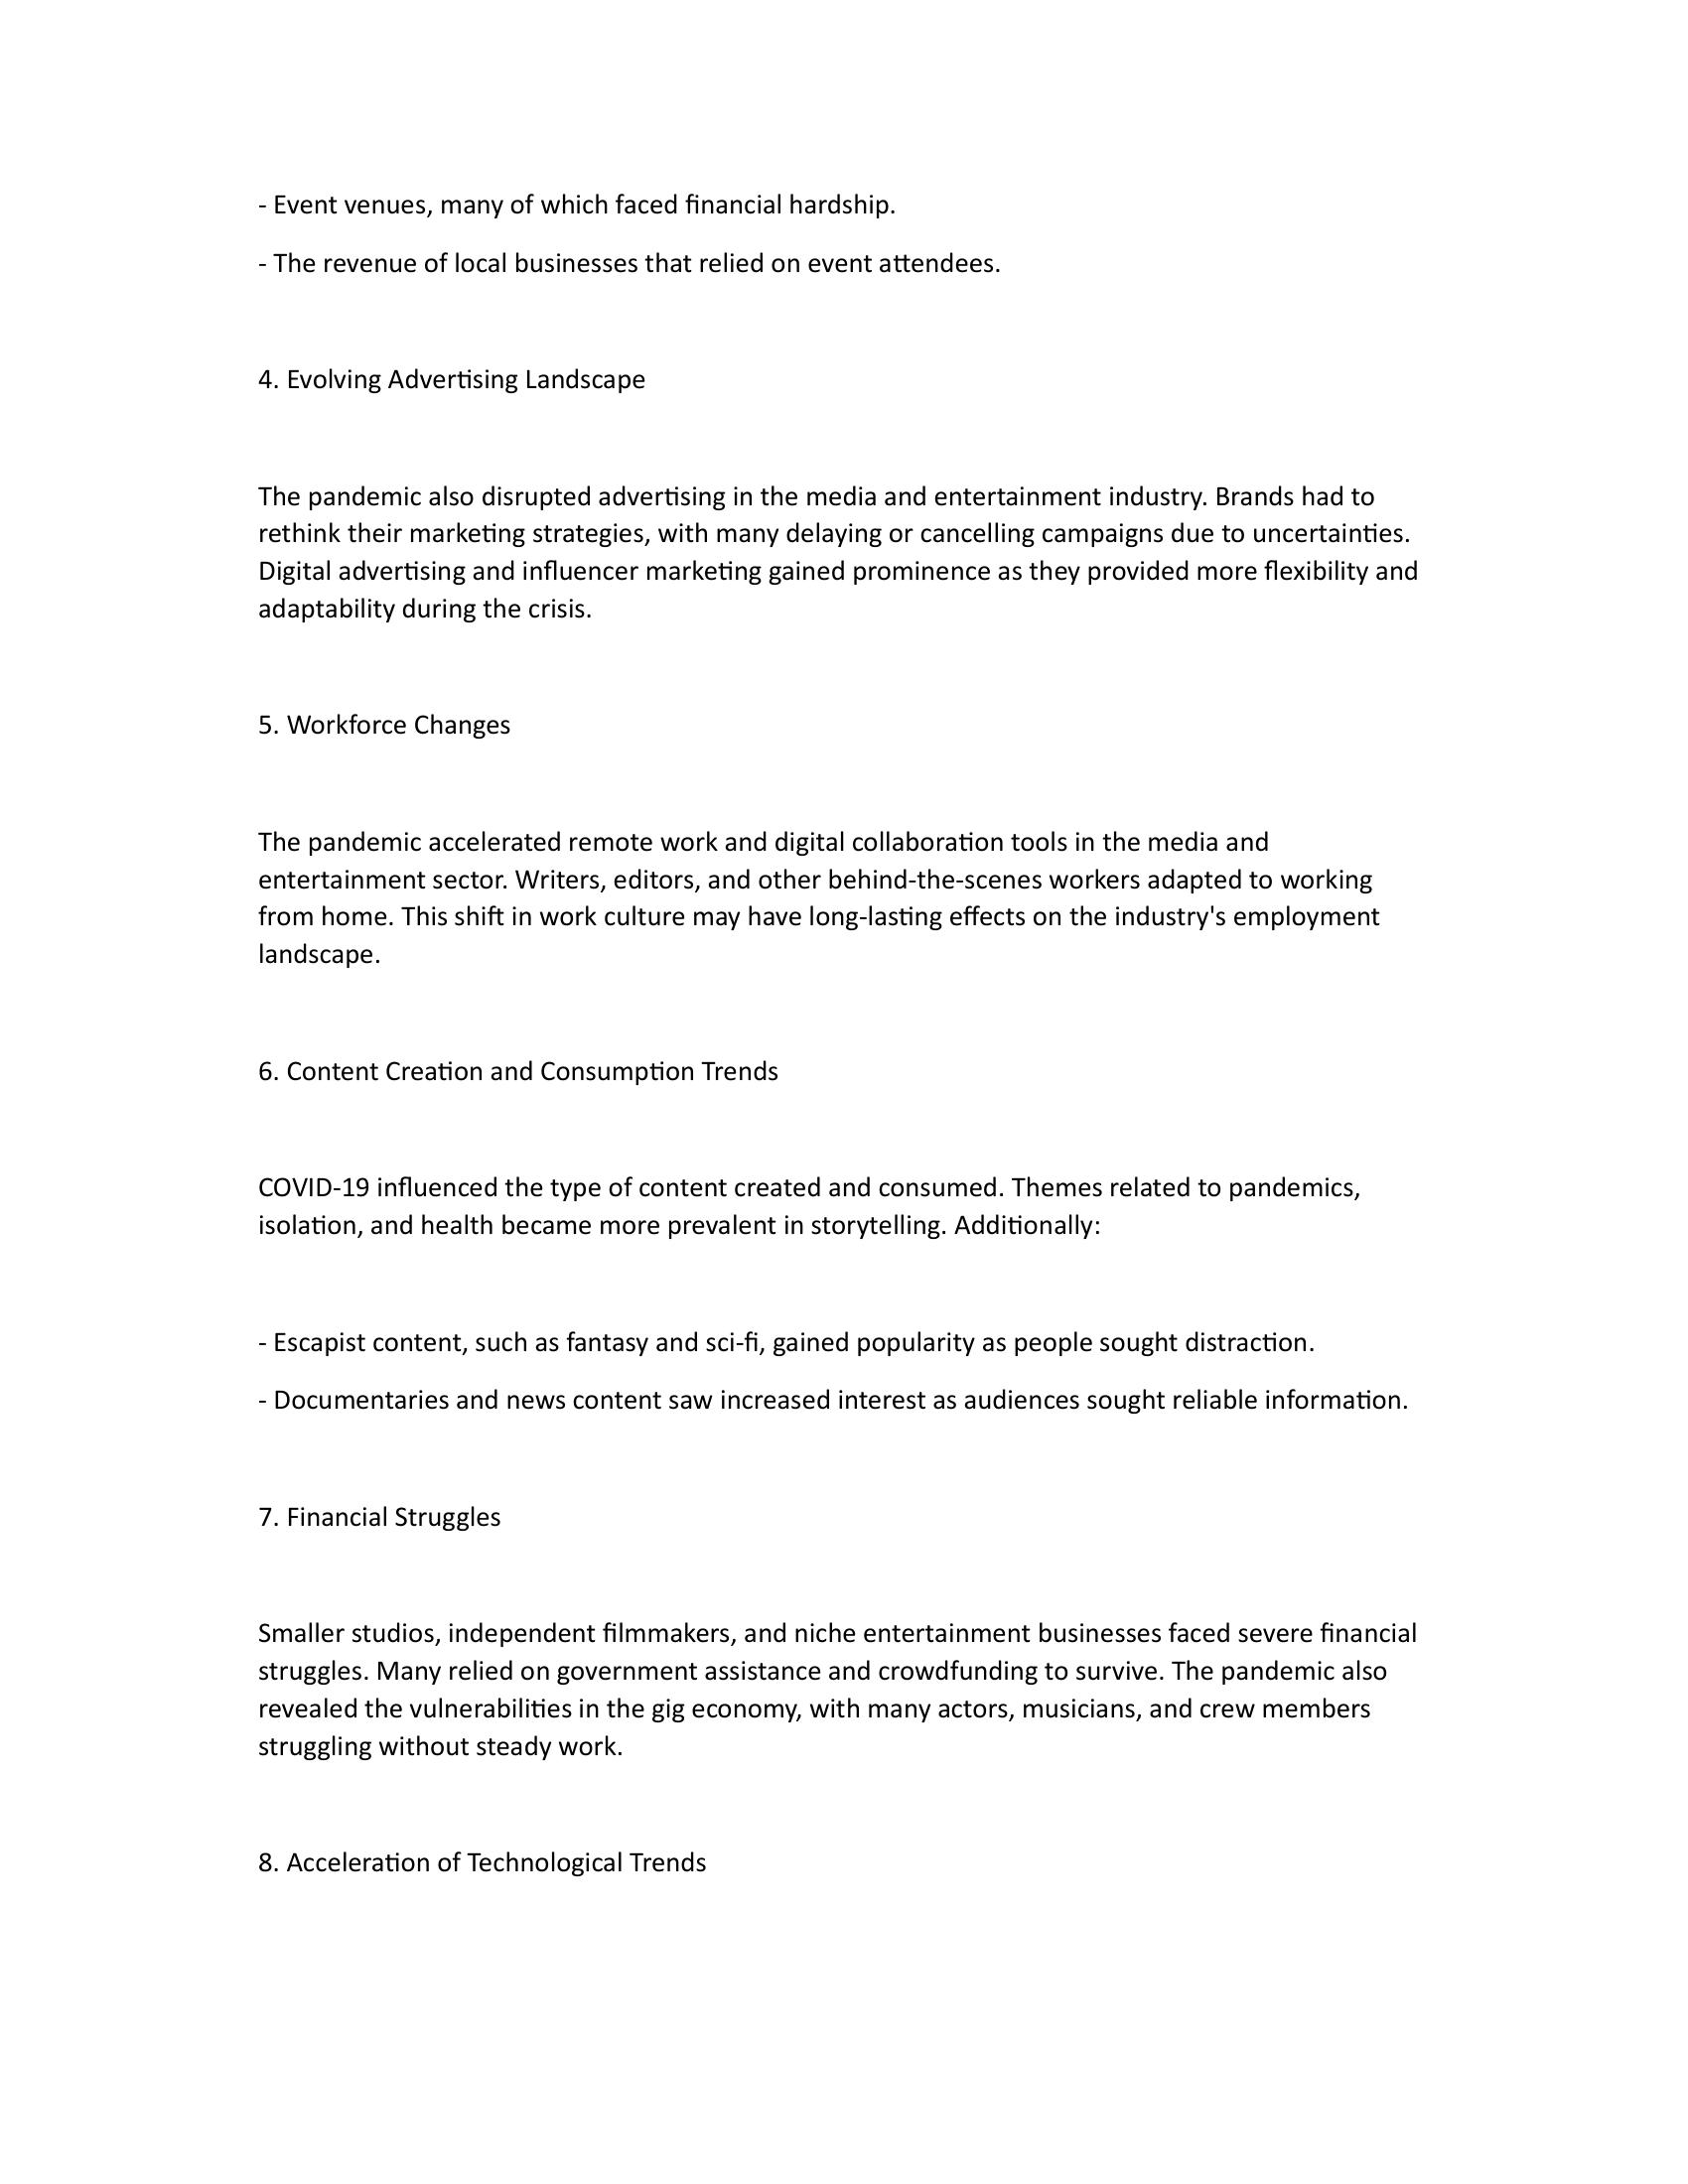 - Event venues, many of which faced financial hardship.
- The revenue of local businesses that relied on event attendees.
4. Evolving Advertising Landscape
The pandemic also disrupted advertising in the media and entertainment industry. Brands had to
rethink their marketing strategies, with many delaying or cancelling campaigns due to uncertainties.
Digital advertising and influencer marketing gained prominence as they provided more flexibility and
adaptability during the crisis.
5. Workforce Changes
The pandemic accelerated remote work and digital collaboration tools in the media and
entertainment sector. Writers, editors, and other behind-the-scenes workers adapted to working
from home. This shift in work culture may have long-lasting effects on the industry's employment
landscape.
6. Content Creation and Consumption Trends
COVID-19 influenced the type of content created and consumed. Themes related to pandemics,
isolation, and health became more prevalent in storytelling. Additionally:
- Escapist content, such as fantasy and sci-fi, gained popularity as people sought distraction.
- Documentaries and news content saw increased interest as audiences sought reliable information.
7. Financial Struggles
Smaller studios, independent filmmakers, and niche entertainment businesses faced severe financial
struggles. Many relied on government assistance and crowdfunding to survive. The pandemic also
revealed the vulnerabilities in the gig economy, with many actors, musicians, and crew members
struggling without steady work.
8. Acceleration of Technological Trends